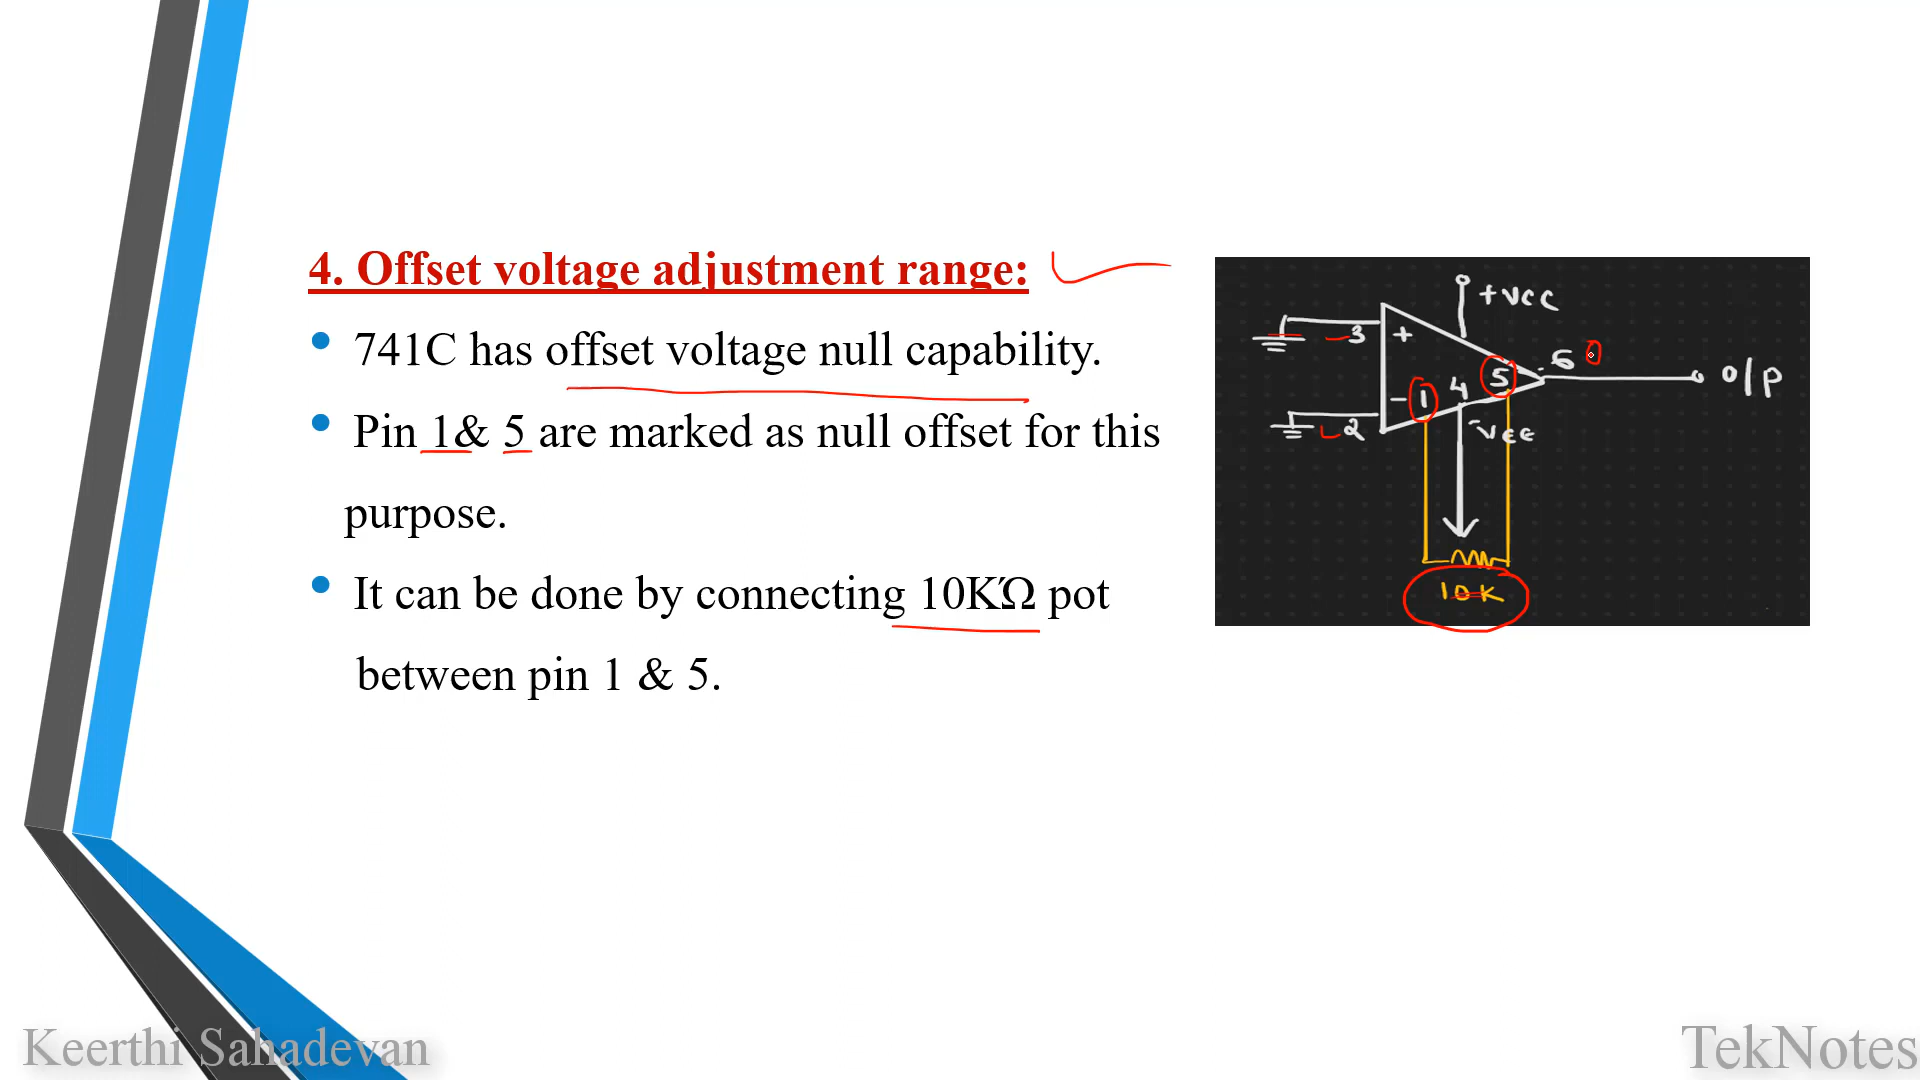 4. Offset voltage adjustment range:
• 741C has offset voltage null capability.
• Pin 1& 5 are marked as null offset for this
purpose.
• It can be done by connecting 10KΏ pot
between pin 1 & 5.
+VCC
3 +
6 0
5
O/P
4
- 1
2
-VEE
10K
Keerthi Sahadevan
TekNotes